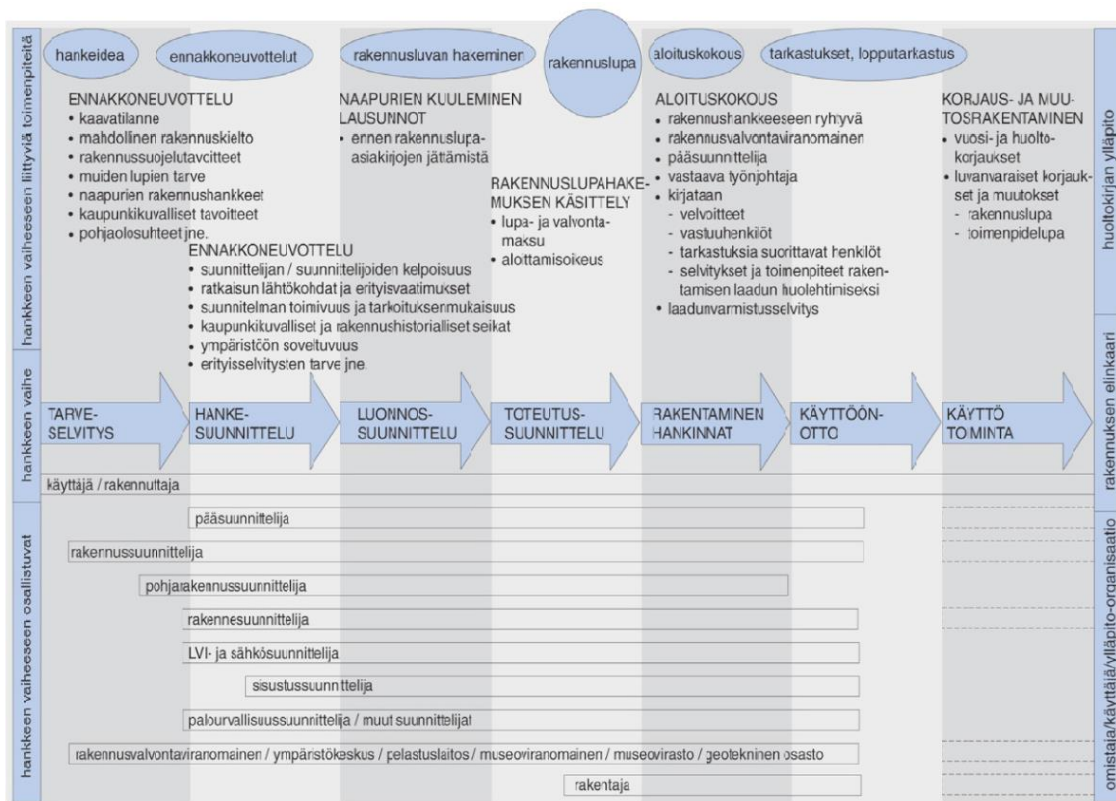 hankeidea
ennakkoneuvottelut
rakennusluvan hakeminen
rakennuslupa
aloituskokous
tarkastukset, lopputarkastus
hankkeen vaiheeseen liittyviä toimenpiteitä
ENNAKKONEUVOTTELU
• kaavatilanne
• mahdollinen rakennuskielto
• rakennussuojelutavoitteet
• muiden lupien tarve
• naapurien rakennushankkeet
• kaupunkikuvalliset tavoitteet
• pohjaolosuhteet jne.
ENNAKKONEUVOTTELU
• suunnittelijan / suunnittelijoiden kelpoisuus
• ratkaisun lähtökohdat ja erityisvaatimukset
• suunnitelman toimivuus ja tarkoituksenmukaisuus
• kaupunkikuvalliset ja rakennushistorialliset seikat
• ympäristöön soveltuvuus
• erityisselvitysten tarve jne.
NAAPURIEN KUULEMINEN
LAUSUNNOT
• ennen rakennuslupa-
asiakirjojen jättämistä
RAKENNUSLUPAHAKE-
MUKSEN KÄSITTELY
• lupa- ja valvonta-
maksu
• aloittamisoikeus
ALOITUSKOKOUS
• rakennushankkeeseen ryhtyvä
• rakennusvalvontaviranomainen
• pääsuunnittelija
• vastaava työnjohtaja
• kirjataan
- velvoitteet
- vastuuhenkilöt
- tarkastuksia suorittavat henkilöt
- selvitykset ja toimenpiteet raken-
tamisen laadun huolehtimiseksi
• laadunvarmistusselvitys
KORJAUS- JA MUU-
TOSRAKENTAMINEN
• vuosi- ja huolto-
korjaukset
• luvanvaraiset korjauk-
set ja muutokset
- rakennuslupa
- toimenpidelupa
huoltokirjan ylläpito
hankeen vaihe
TARVE-
SELVITYS
HANKE-
SUUNNITTELU
LUONNOS-
SUUNNITTELU
TOTEUTUS-
SUUNNITTELU
RAKENTAMINEN
HANKINNAT
KÄYTTÖÖN-
OTTO
KÄYTTÖ
TOIMINTA
rakennuksen elinkaari
hankkeen vaiheeseen osallistuvat
käyttäjä / rakennuttaja
pääsuunnittelija
rakennussuunnittelija
pohjarakennussuunnittelija
rakennesuunnittelija
LVI- ja sähkösuunnittelija
sisustussuunnittelija
paloturvallisuussuunnittelija / muut suunnittelijat
rakennusvalvontaviranomainen / ympäristökeskus / pelastuslaitos / museoviranomainen / museovirasto / geotekninen osasto
rakentaja
omistaja/käyttäjä/ylläpito-organisaatio